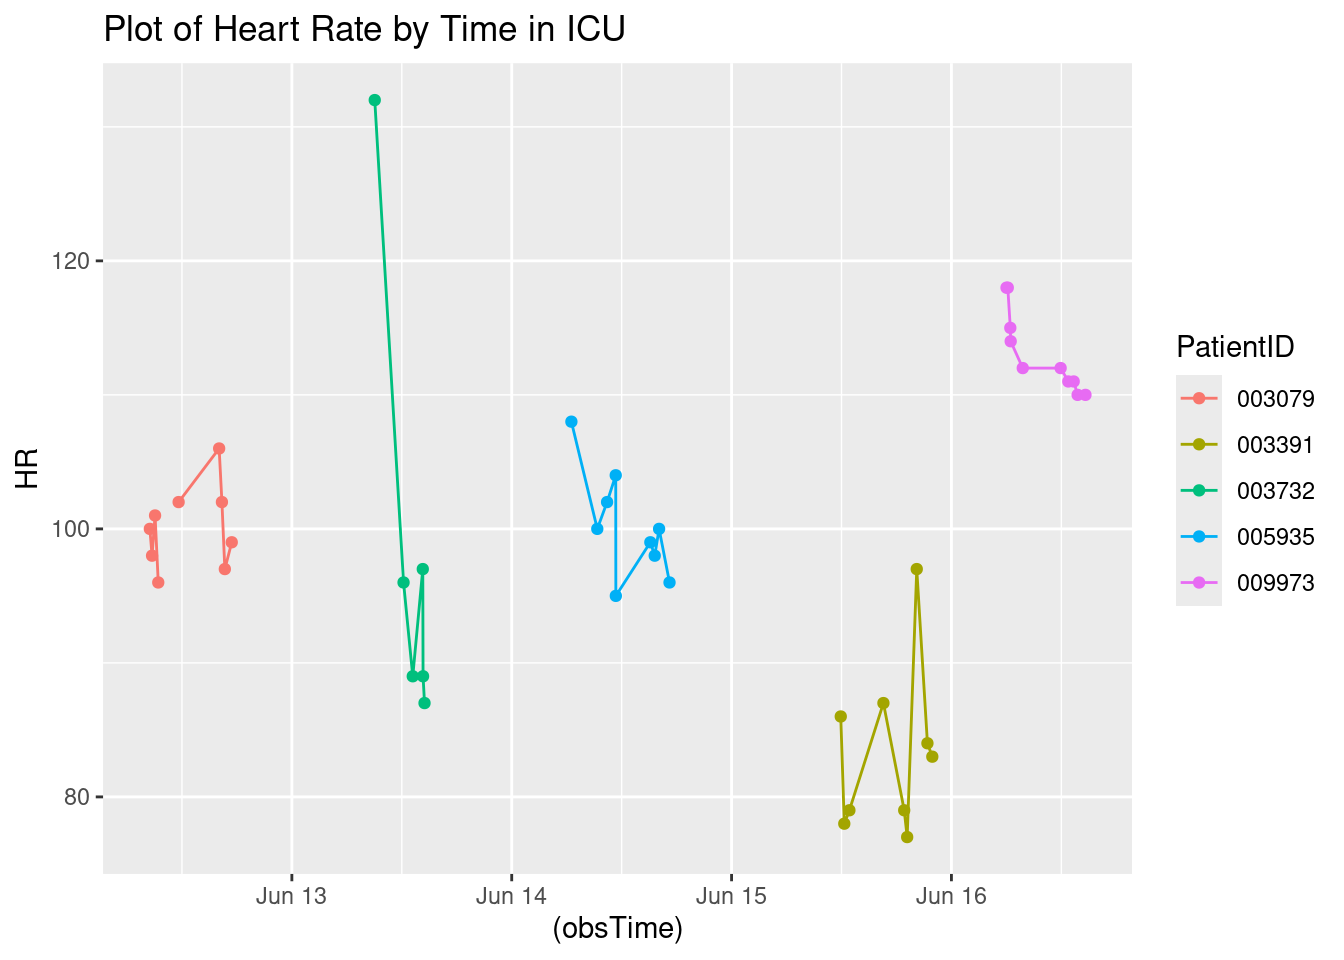 Plot of Heart Rate by Time in ICU
120
100
80
HR
Jun 13
Jun 14
Jun 15
Jun 16
(obsTime)
PatientID
003079
003391
003732
005935
009973